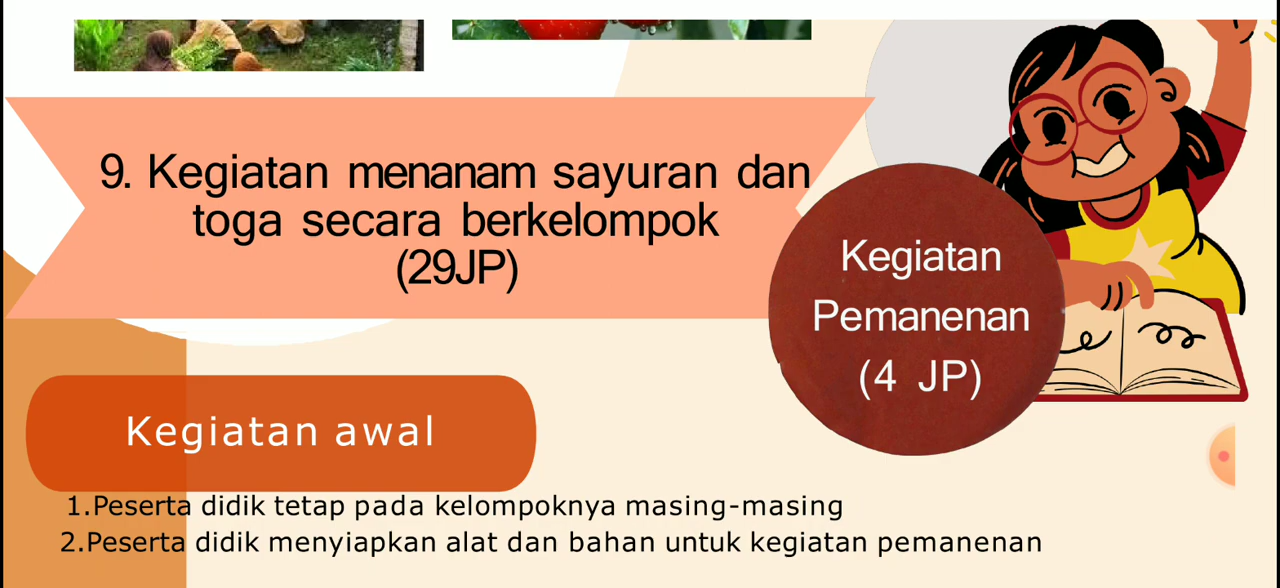 9. Kegiatan menanam sayuran dan
toga secara berkelompok
(29JP)
Kegiatan
Pemanenan
(4 JP)
Kegiatan awal
1.Peserta didik tetap pada kelompoknya masing-masing
2.Peserta didik menyiapkan alat dan bahan untuk kegiatan pemanenan